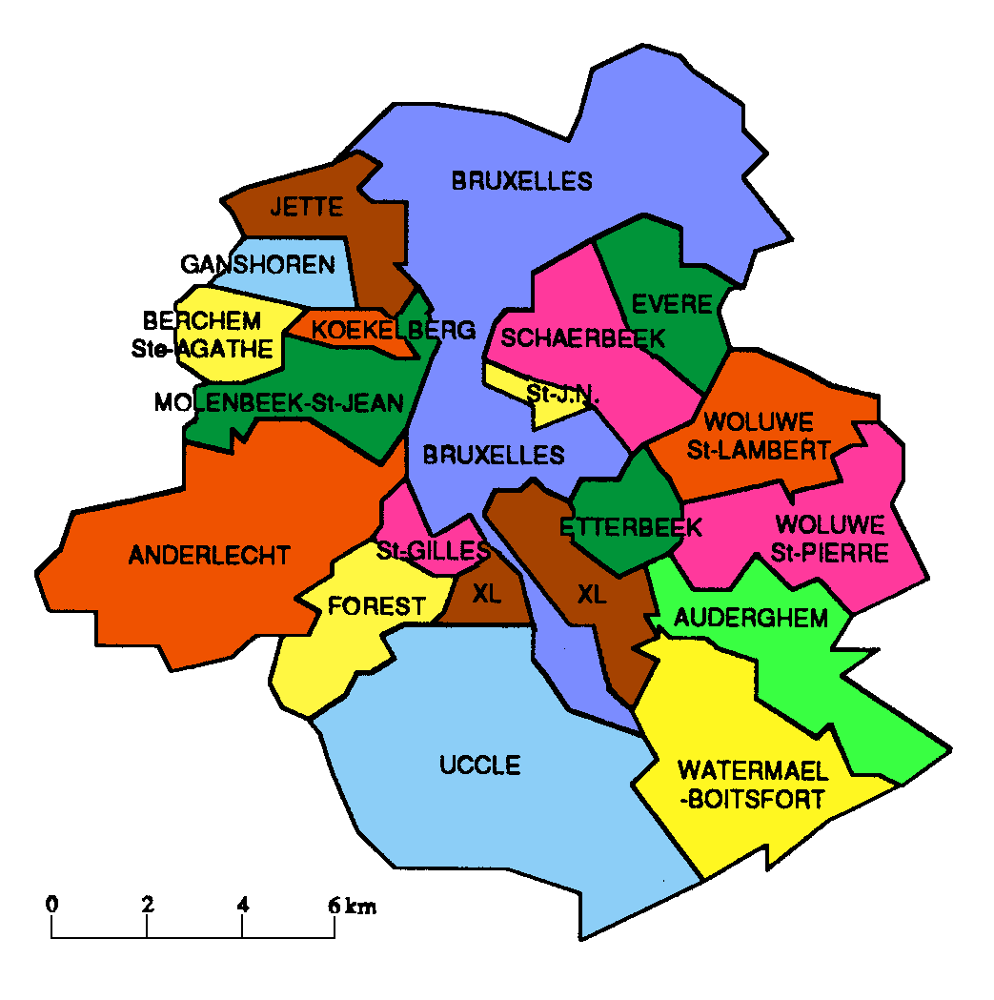 BRUXELLES
JETTE
GANSHOREN
EVERE
BERCHEM
Ste-AGATHE
KOEKELBERG
SCHAERBEEK
MOLENBEEK-St-JEAN
St-J.N.
WOLUWE
St-LAMBERT
BRUXELLES
ETTERBEEK
WOLUWE
St-PIERRE
ANDERLECHT
St-GILLES
FOREST
XL
XL
AUDERGHEM
UCCLE
WATERMAEL
-BOITSFORT
0 2 4 6 km